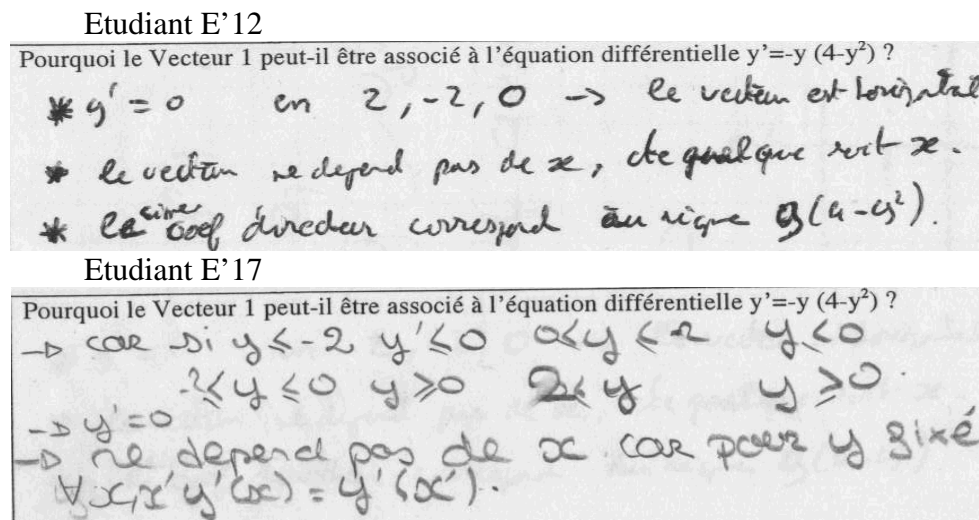 Etudiant E'12
Pourquoi le Vecteur 1 peut-il être associé à l'équation différentielle y'=-y (4-y²) ?
* y' = 0 en 2, -2, 0 → le vecteur est horizontal
* le vecteur ne depend pas de x, cte quelque soit x.
* le signe coef directeur correspond au signe y(4-y²).
Etudiant E'17
Pourquoi le Vecteur 1 peut-il être associé à l'équation différentielle y'=-y (4-y²) ?
→ car si y ≤ -2 y' ≤ 0 0 ≤ y ≤ 2 y ≤ 0
-2 ≤ y ≤ 0 y ≥ 0 2 ≤ y y ≥ 0.
→ y = 0
→ ne depend pas de x car pour y fixé
∀ x, x' y'(x) = y'(x').